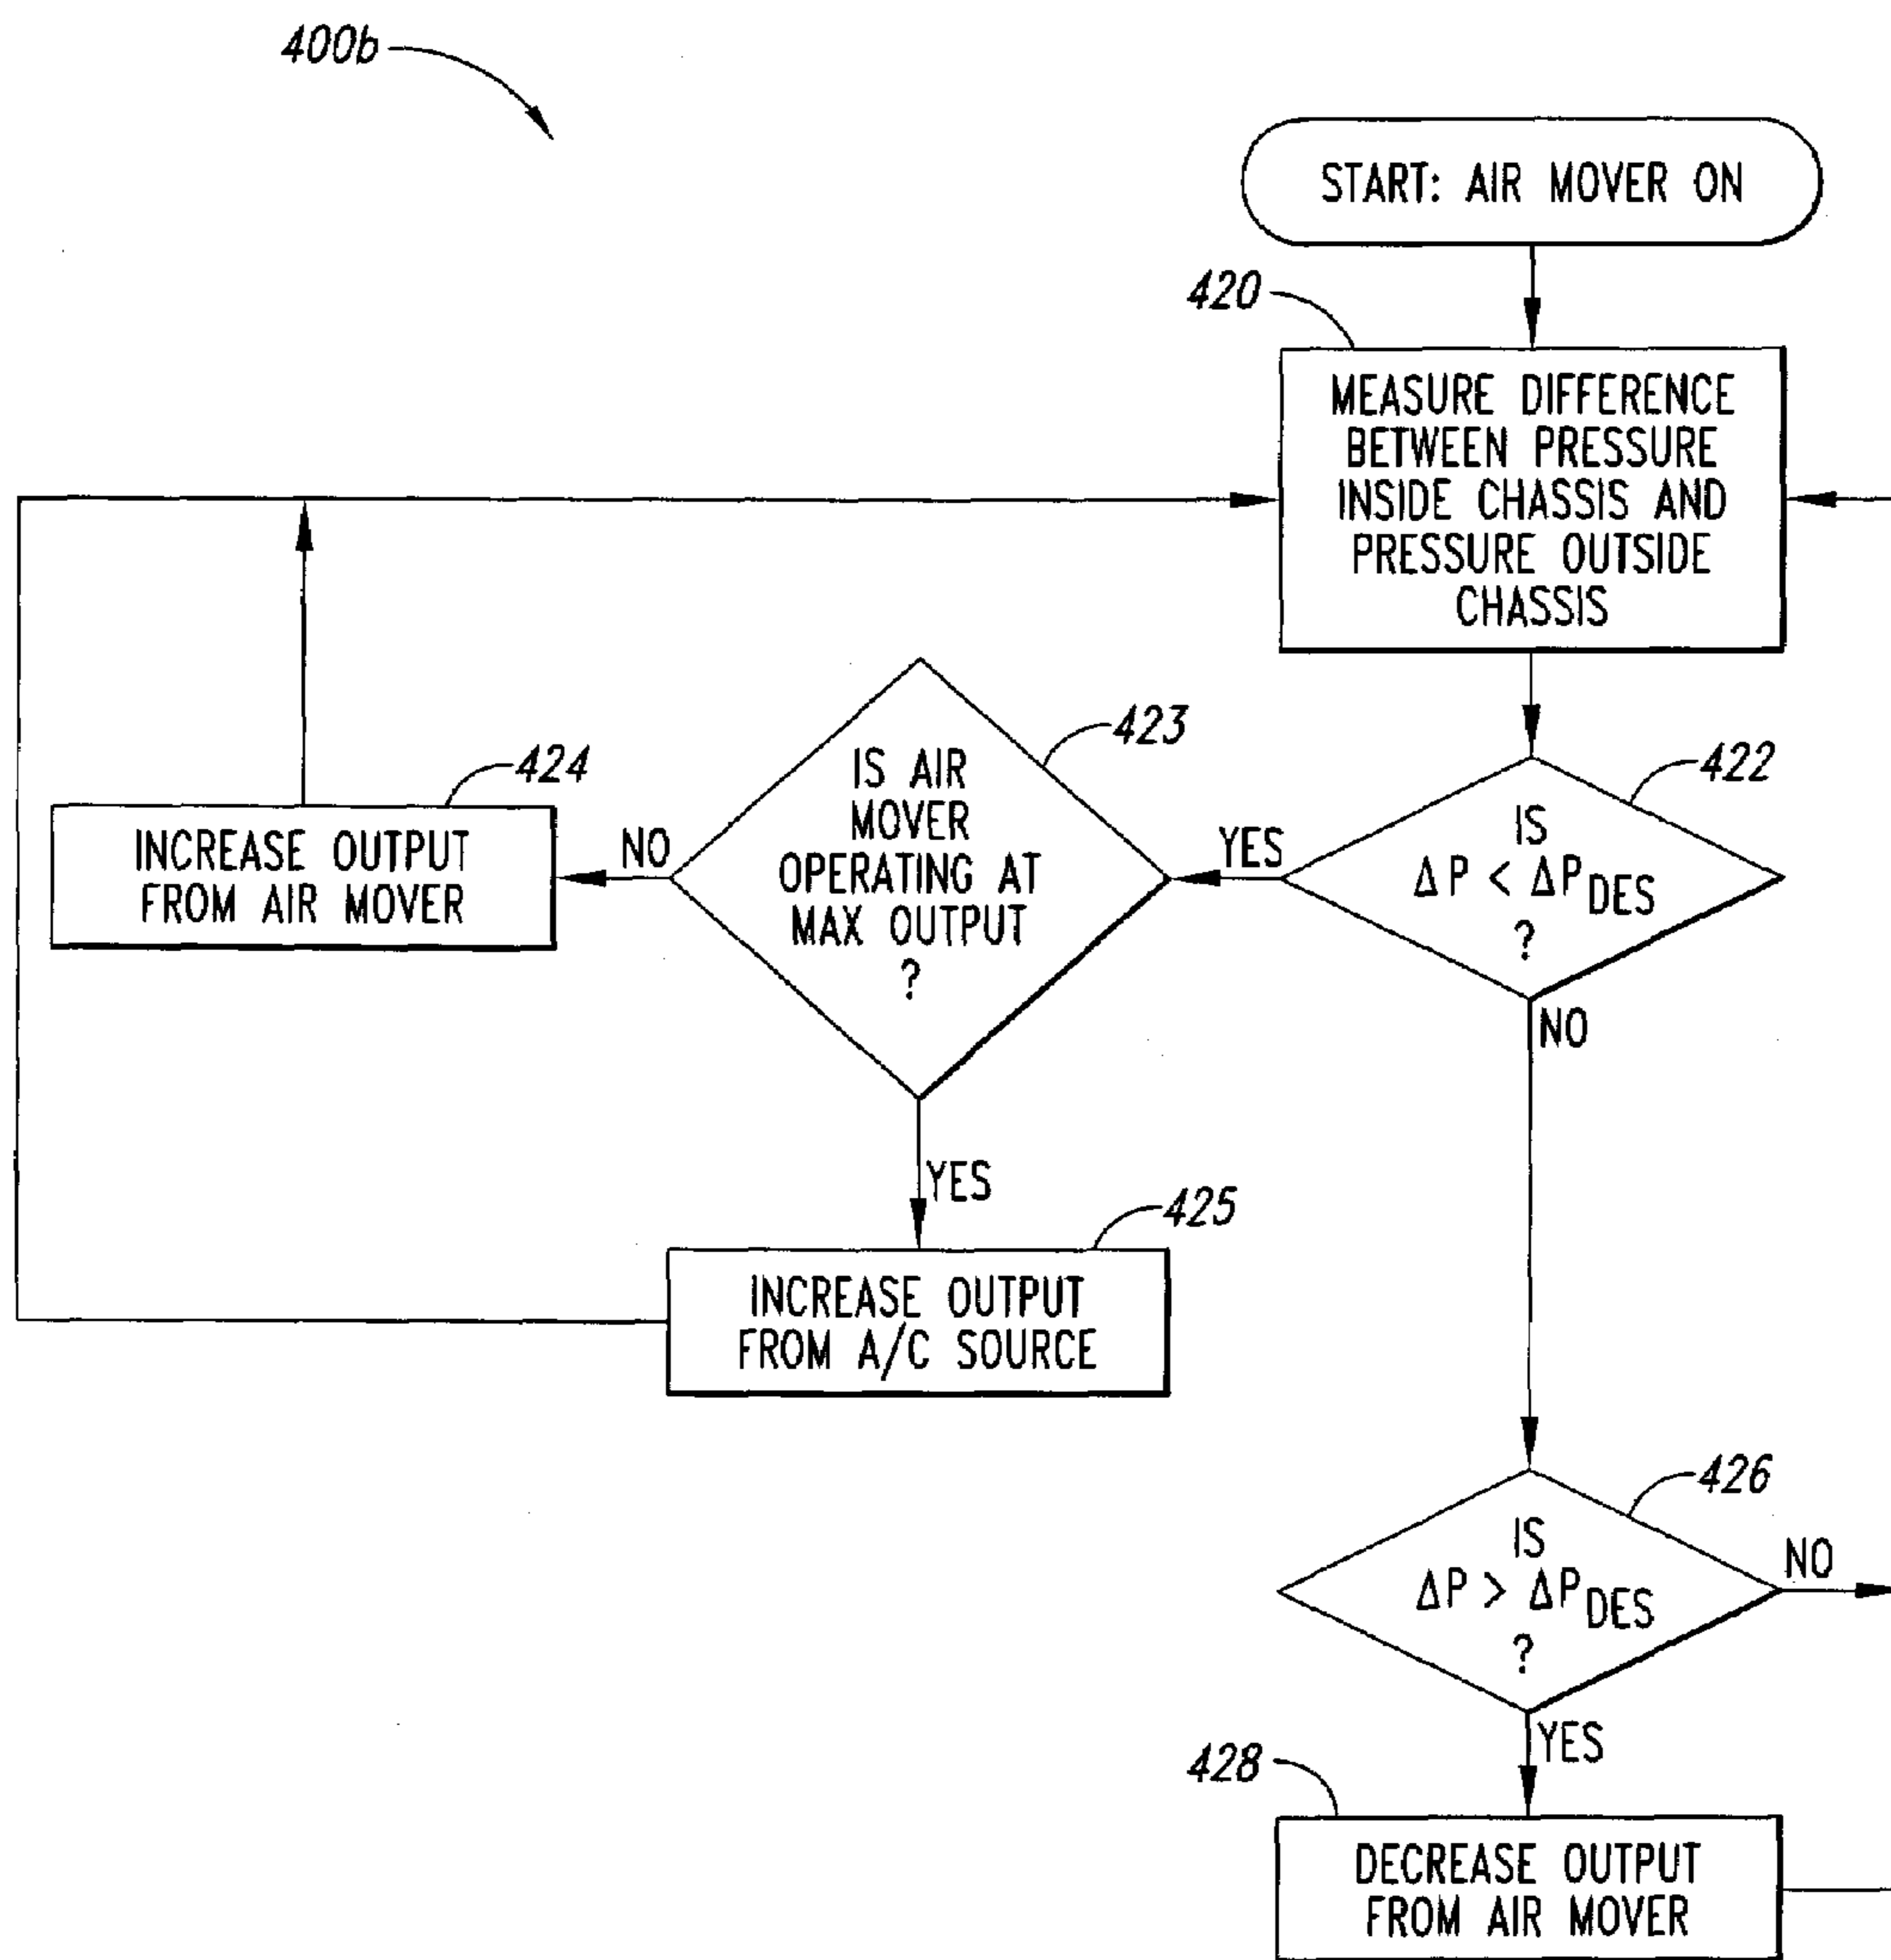 400b
START: AIR MOVER ON
420
MEASURE DIFFERENCE
BETWEEN PRESSURE
INSIDE CHASSIS AND
PRESSURE OUTSIDE
CHASSIS
422
IS
ΔP < ΔP_DES
?
YES
NO
423
IS AIR
MOVER
OPERATING AT
MAX OUTPUT
?
NO
YES
424
INCREASE OUTPUT
FROM AIR MOVER
425
INCREASE OUTPUT
FROM A/C SOURCE
426
IS
ΔP > ΔP_DES
?
NO
YES
428
DECREASE OUTPUT
FROM AIR MOVER